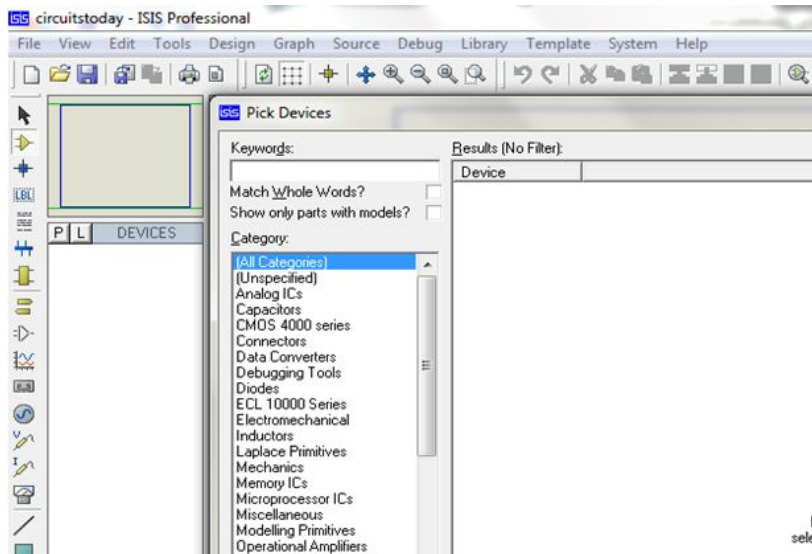 ISIS circuitstoday - ISIS Professional
File View Edit Tools Design Graph Source Debug Library Template System Help
ISIS Pick Devices
Keywords:
Results (No Filter):
Device
Match Whole Words?
Show only parts with models?
LBL
P L DEVICES
Category:
(All Categories)
(Unspecified)
Analog ICs
Capacitors
CMOS 4000 series
Connectors
Data Converters
Debugging Tools
Diodes
ECL 10000 Series
Electromechanical
Inductors
Laplace Primitives
Mechanics
Memory ICs
Microprocessor ICs
Miscellaneous
Modelling Primitives
Operational Amplifiers
V
I